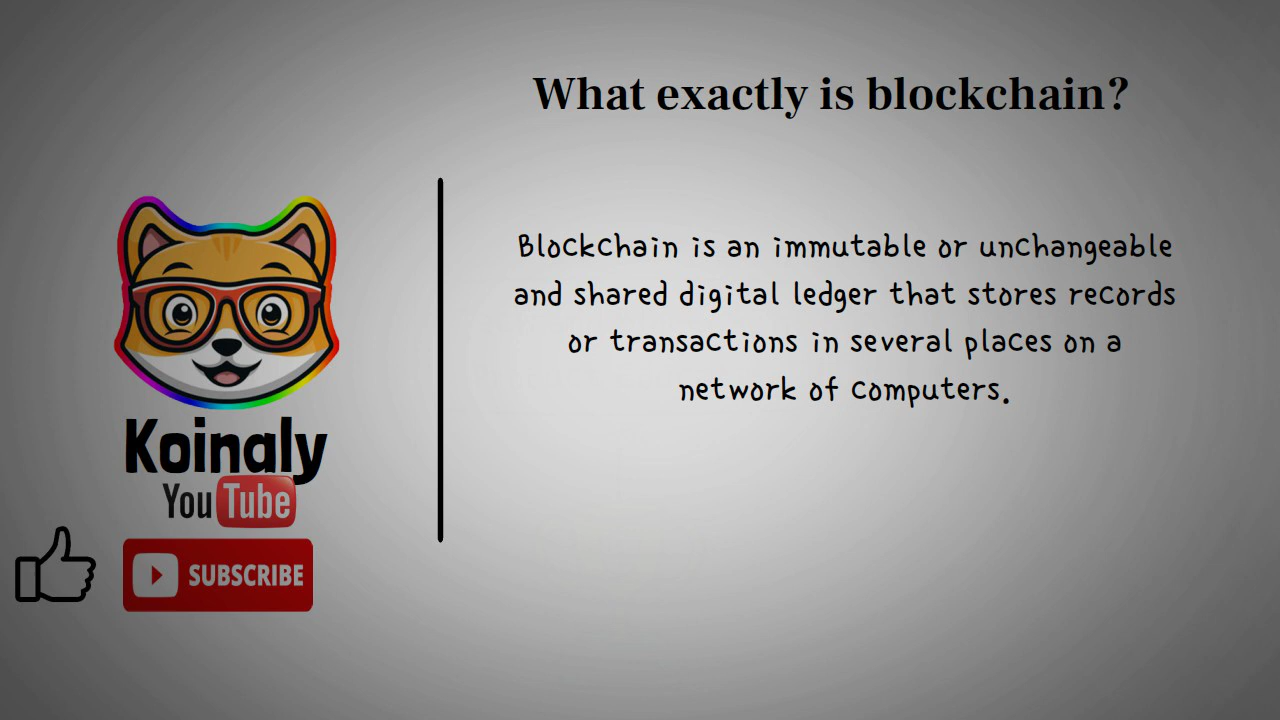 What exactly is blockchain?
Blockchain is an immutable or unchangeable
and shared digital ledger that stores records
or transactions in several places on a
network of computers.
Koinaly
YouTube
SUBSCRIBE